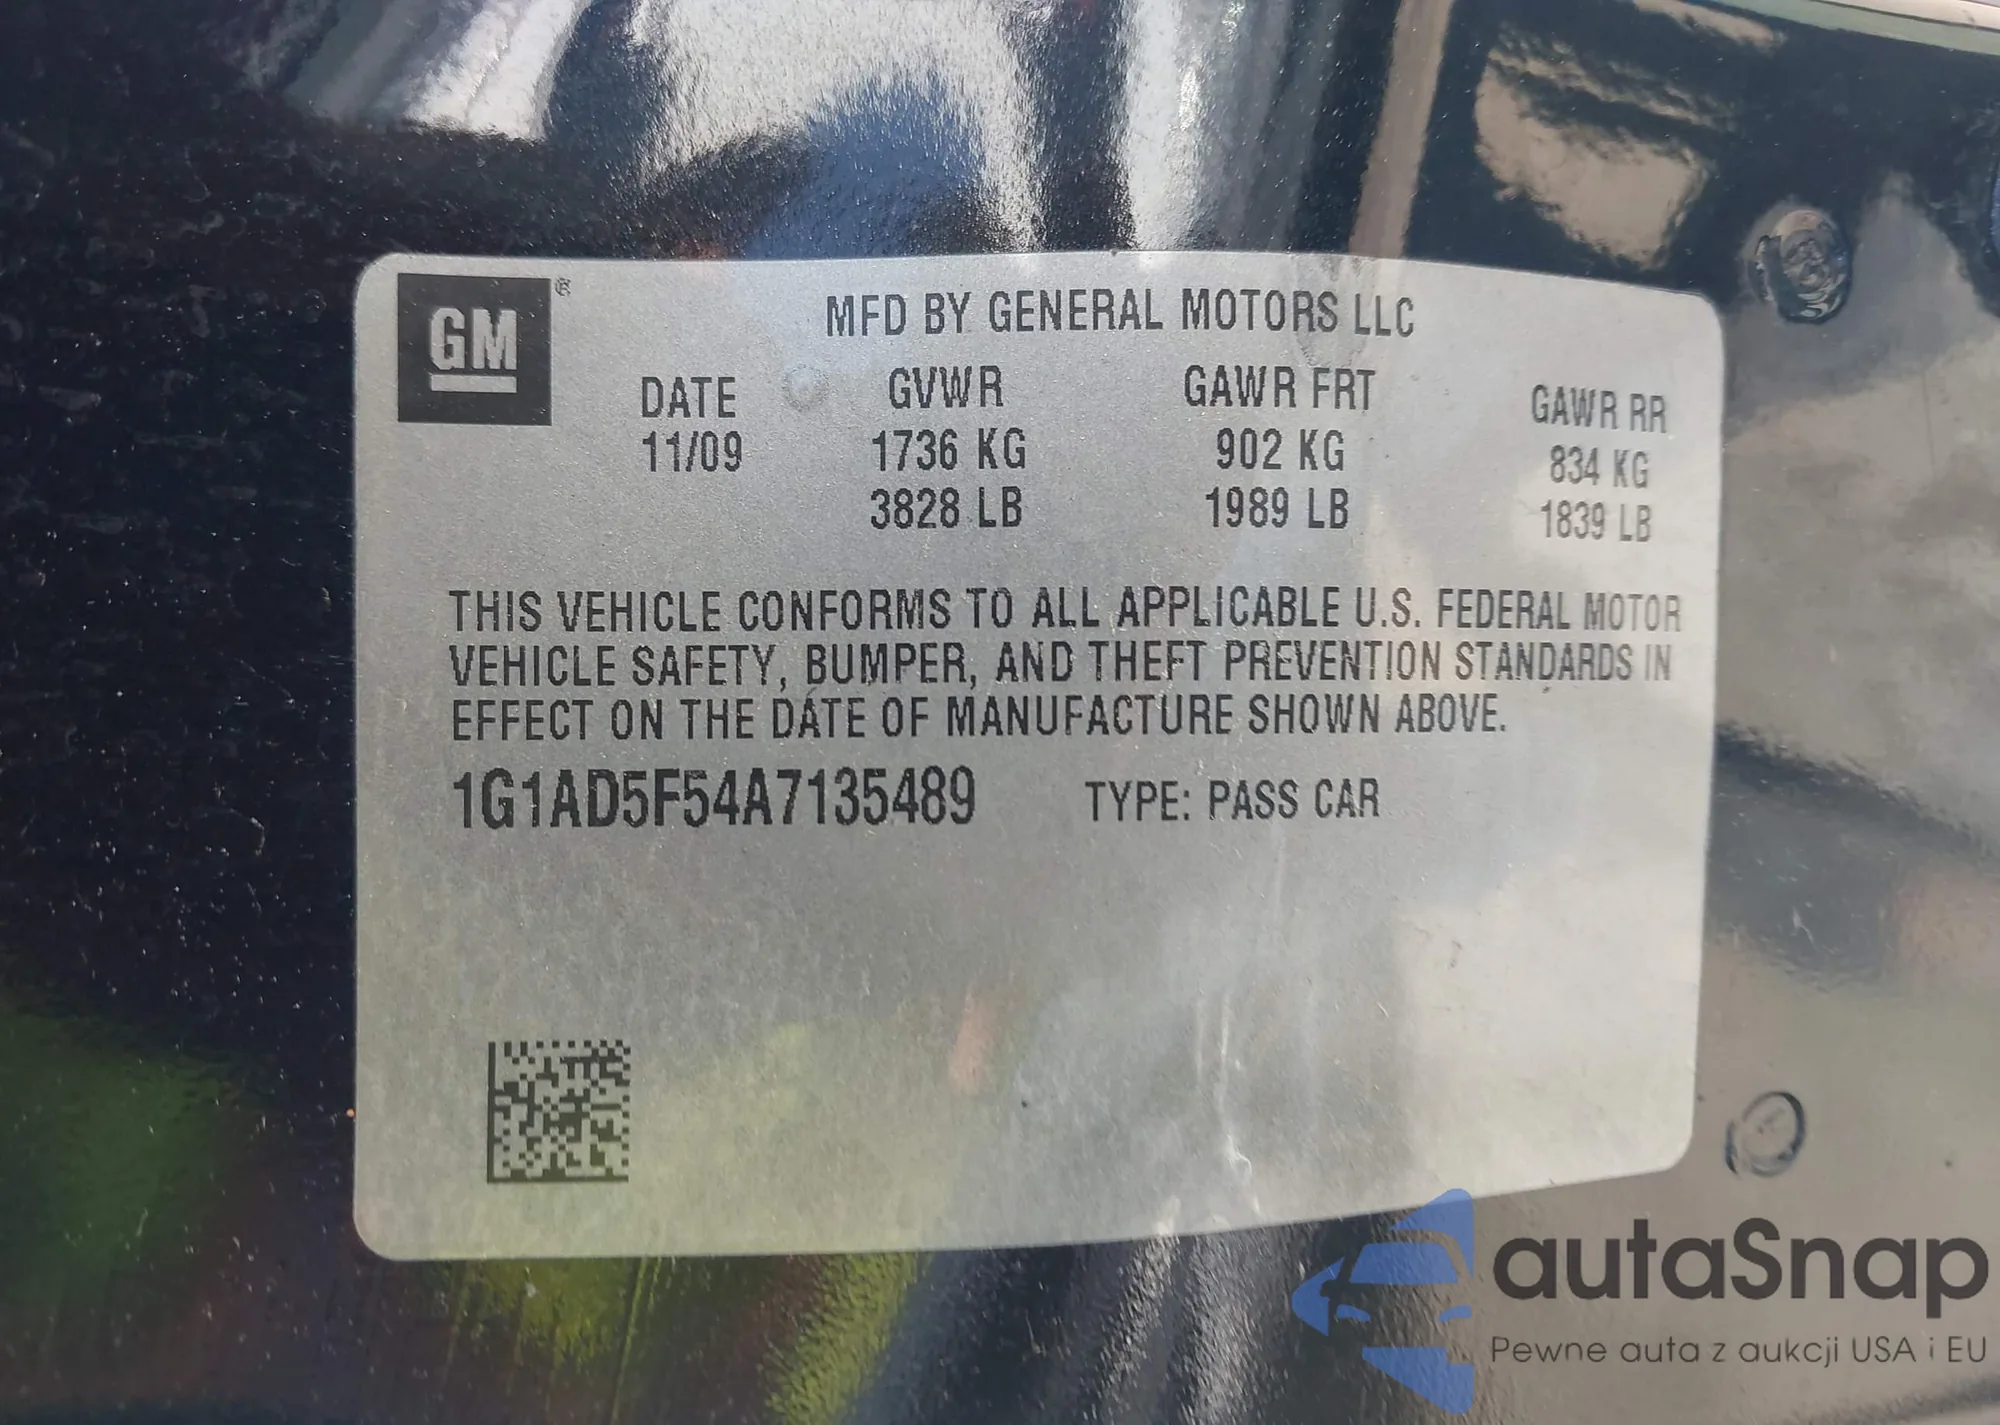 GM ®
MFD BY GENERAL MOTORS LLC
DATE GVWR GAWR FRT GAWR RR
11/09 1736 KG 902 KG 834 KG
3828 LB 1989 LB 1839 LB
THIS VEHICLE CONFORMS TO ALL APPLICABLE U.S. FEDERAL MOTOR
VEHICLE SAFETY, BUMPER, AND THEFT PREVENTION STANDARDS IN
EFFECT ON THE DATE OF MANUFACTURE SHOWN ABOVE.
1G1AD5F54A7135489 TYPE: PASS CAR
autaSnap
Pewne auta z aukcji USA i EU